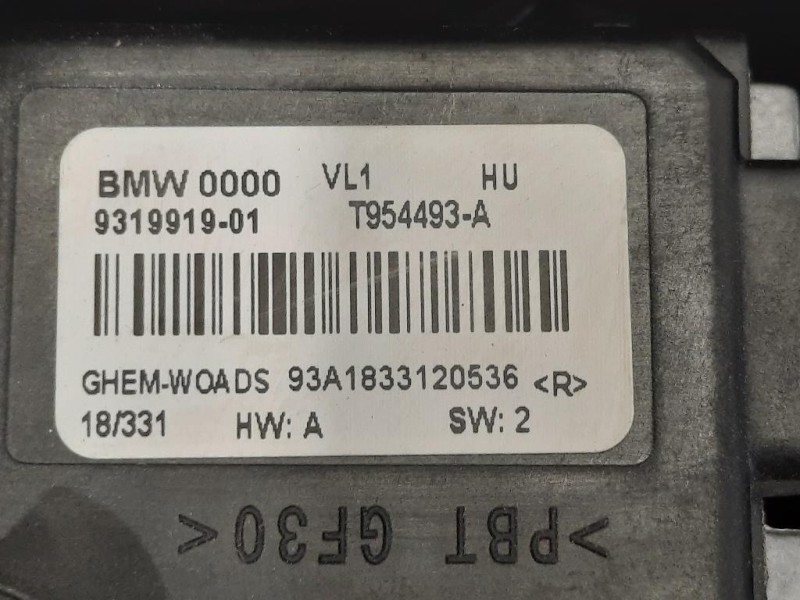 BMW 0000 VL1 HU
9319919-01 T954493-A
GHEM-WOADS 93A1833120536 <R>
18/331 HW: A SW: 2
>PBT GF30<